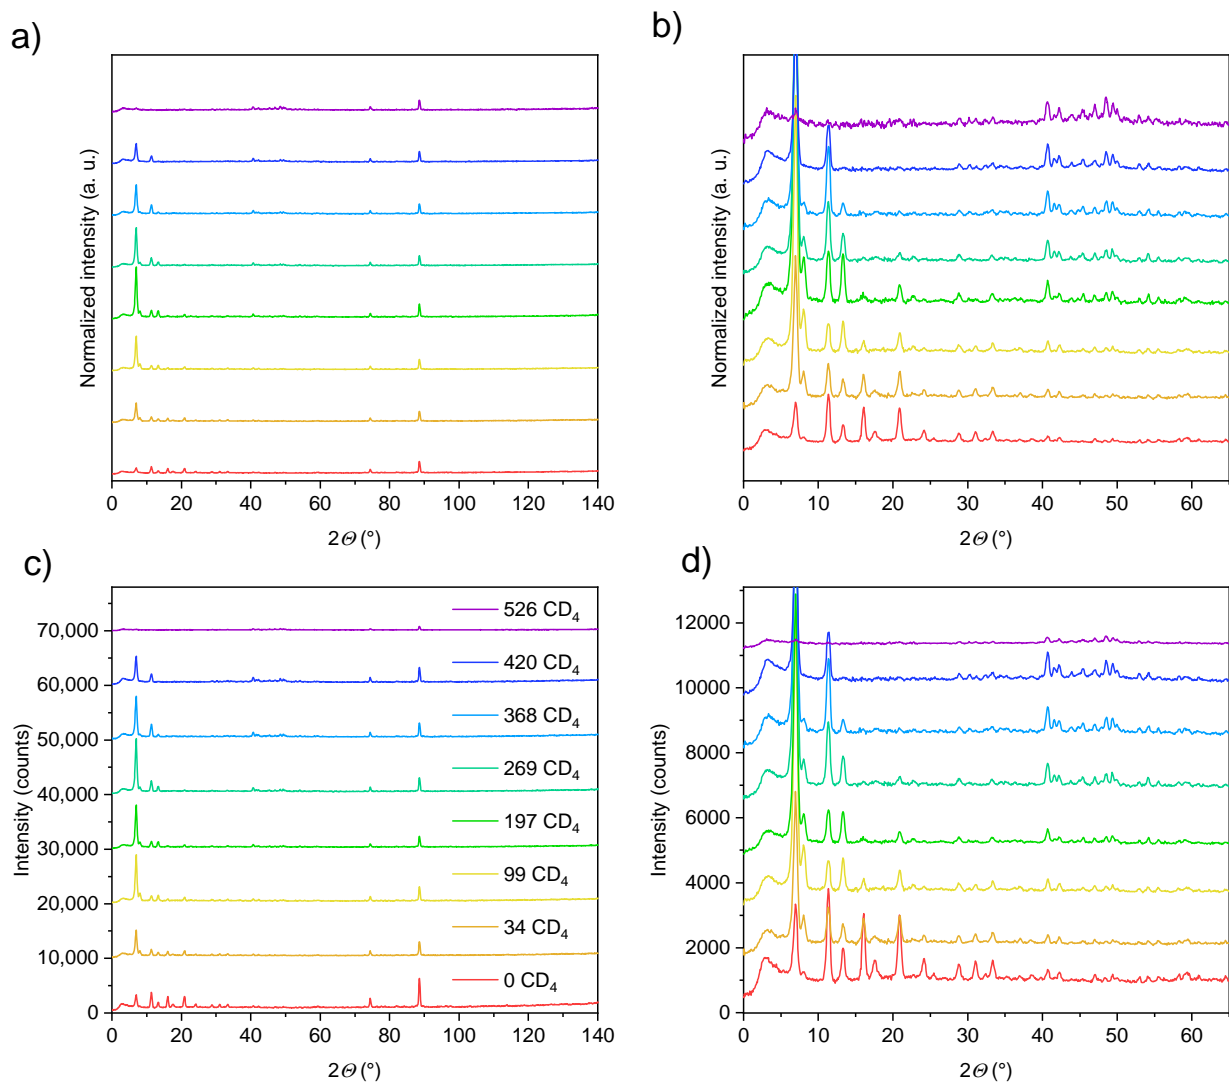 a)
Normalized intensity (a. u.)
0 20 40 60 80 100 120 140
2Θ (°)
b)
Normalized intensity (a. u.)
0 10 20 30 40 50 60
2Θ (°)
c)
Intensity (counts)
70,000
60,000
50,000
40,000
30,000
20,000
10,000
0
526 CD4
420 CD4
368 CD4
269 CD4
197 CD4
99 CD4
34 CD4
0 CD4
0 20 40 60 80 100 120 140
2Θ (°)
d)
Intensity (counts)
12000
10000
8000
6000
4000
2000
0
0 10 20 30 40 50 60
2Θ (°)